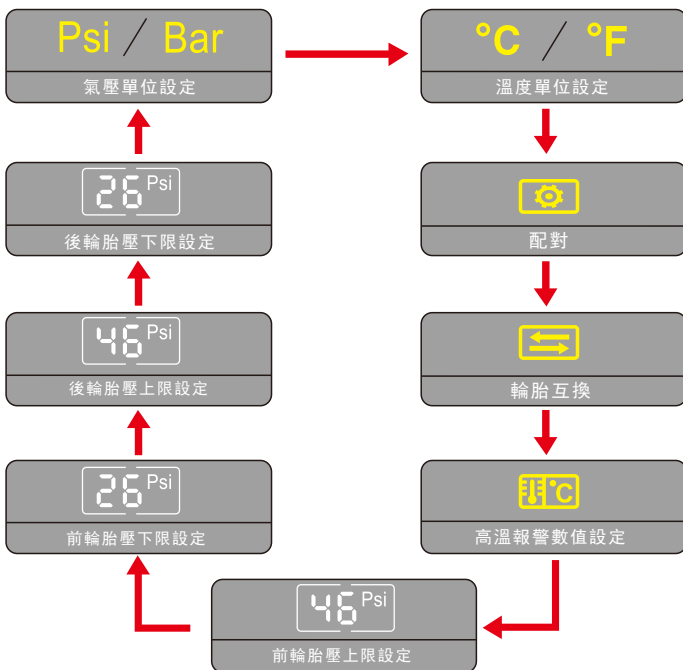 Psi / Bar
氣壓單位設定
°C / °F
溫度單位設定
26 Psi
後輪胎壓下限設定
配對
46 Psi
後輪胎壓上限設定
輪胎互換
26 Psi
前輪胎壓下限設定
°C
高溫報警數值設定
46 Psi
前輪胎壓上限設定